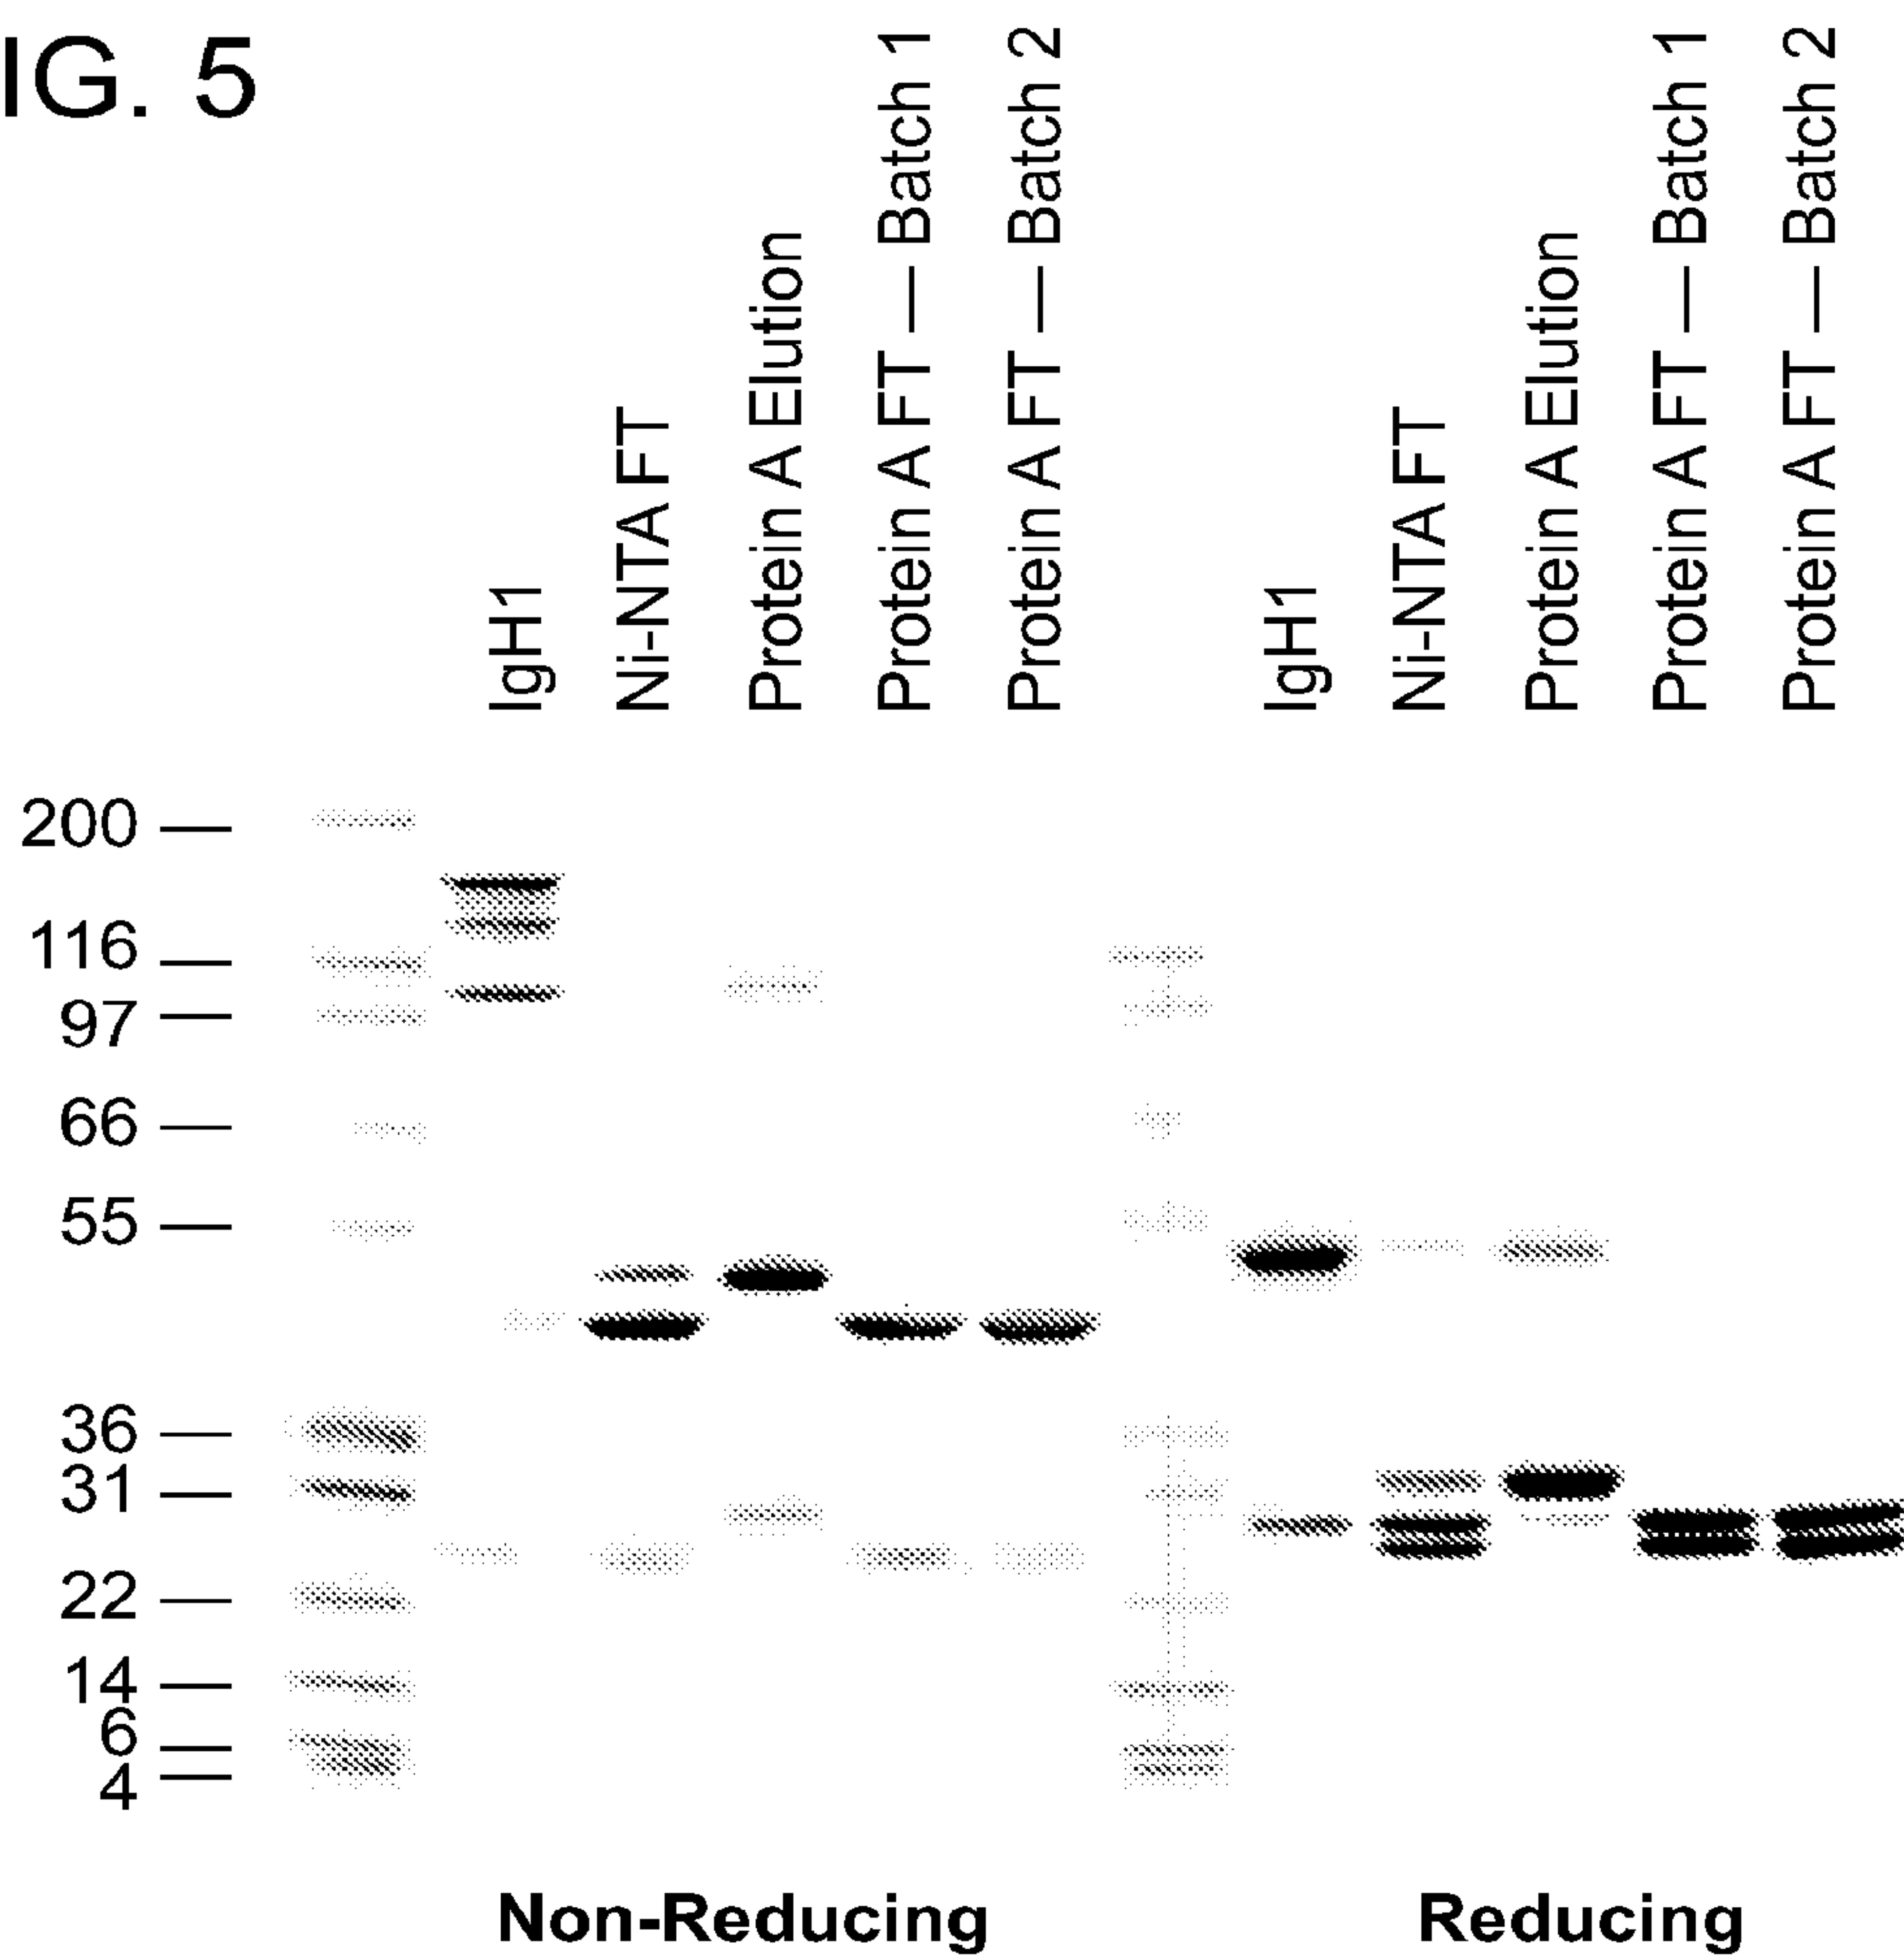 IG. 5
IgH1
Ni-NTA FT
Protein A Elution
Protein A FT — Batch 1
Protein A FT — Batch 2
IgH1
Ni-NTA FT
Protein A Elution
Protein A FT — Batch 1
Protein A FT — Batch 2
200
116
97
66
55
36
31
22
14
6
4
Non-Reducing
Reducing